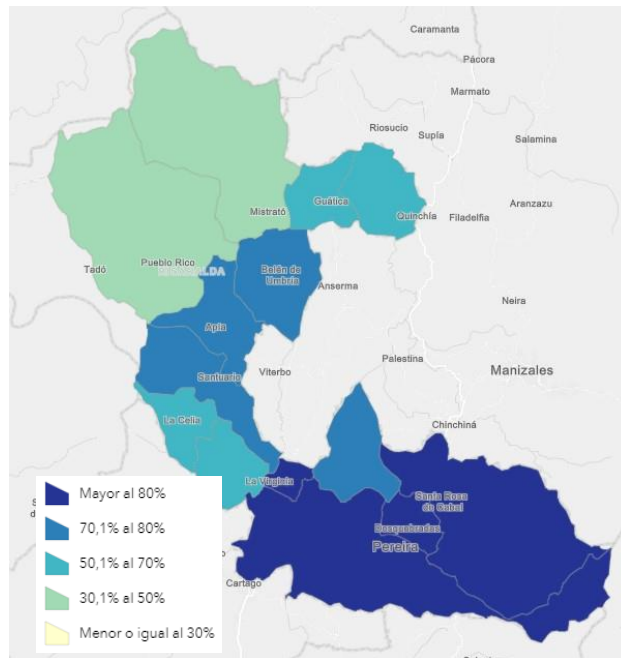 Caramanta
Pácora
Marmato
Riosucio
Supía
Salamina
Guática
Aranzazu
Mistrató
Quinchía
Filadelfia
Pueblo Rico
Tadó
Belén de
Umbría
Anserma
Neira
Apía
Palestina
Viterbo
Manizales
Santuario
La Celia
Chinchiná
La Virginia
Santa Rosa
de Cabal
Dosquebradas
Pereira
Cartago
Mayor al 80%
70,1% al 80%
50,1% al 70%
30,1% al 50%
Menor o igual al 30%